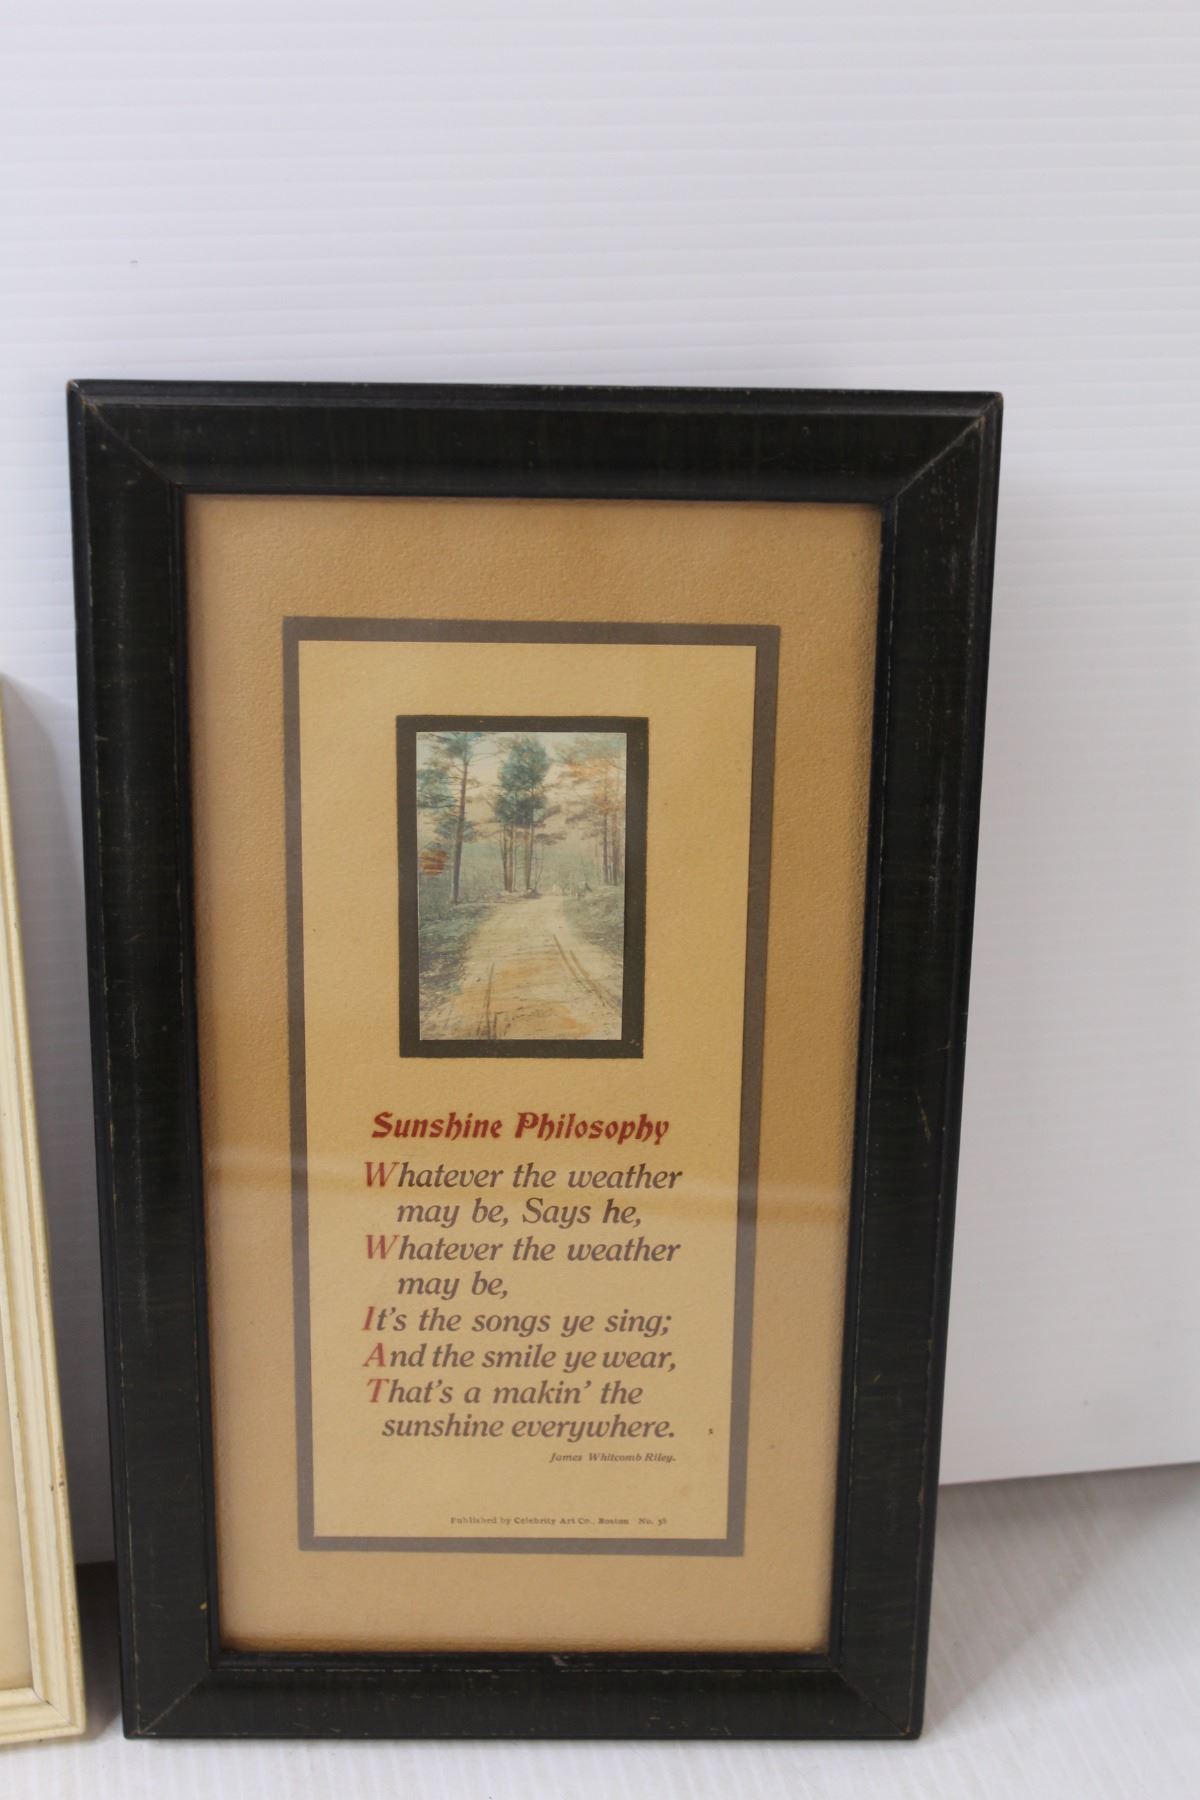 Sunshine Philosophy
Whatever the weather
may be, Says he,
Whatever the weather
may be,
It's the songs ye sing;
And the smile ye wear,
That's a makin' the
sunshine everywhere.
James Whitcomb Riley.
Published by Celebrity Art Co., Boston No. 58